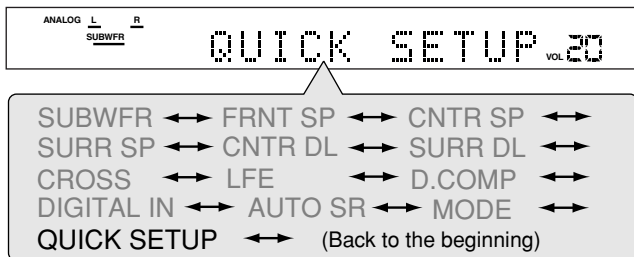 ANALOG L R
SUBWFR
QUICK SETUP VOL 20
SUBWFR ↔ FRNT SP ↔ CNTR SP ↔
SURR SP ↔ CNTR DL ↔ SURR DL ↔
CROSS ↔ LFE ↔ D.COMP ↔
DIGITAL IN ↔ AUTO SR ↔ MODE ↔
QUICK SETUP ↔ (Back to the beginning)